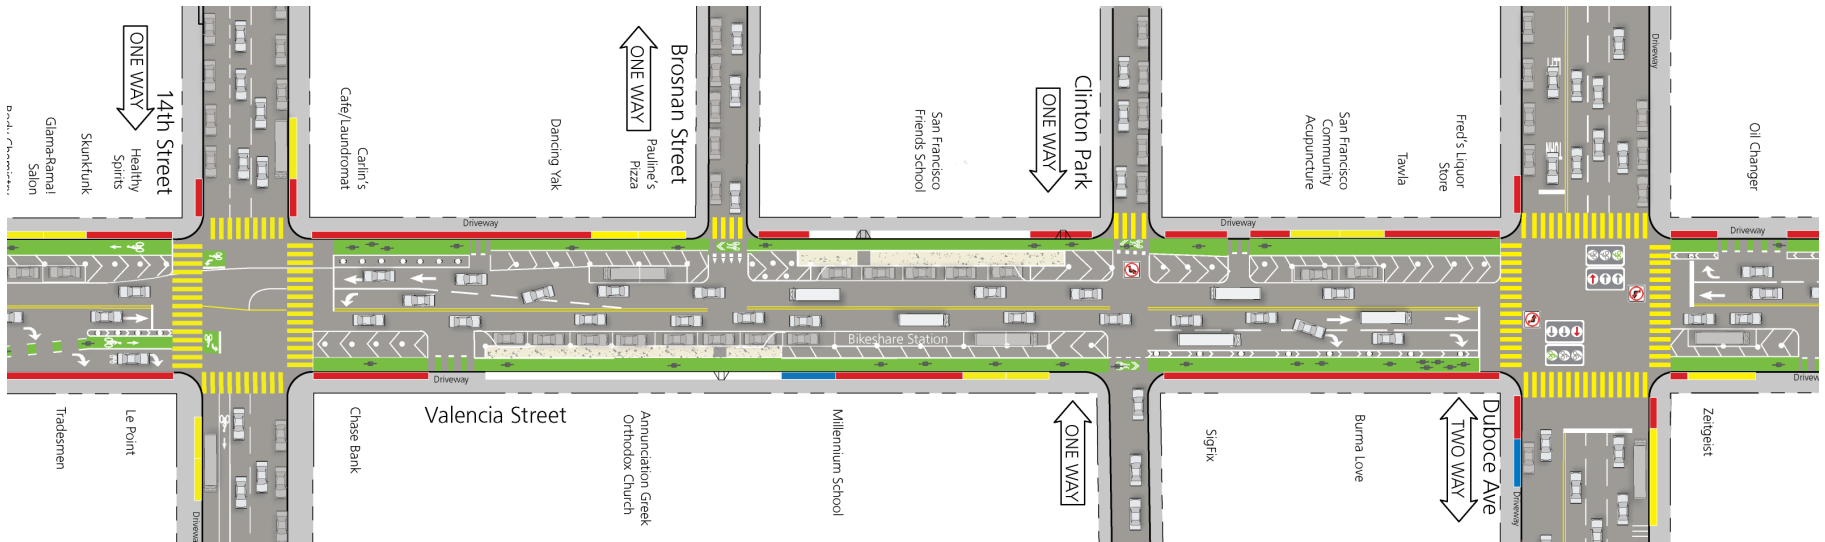 ONE WAY
14th Street
Glama-Rama!
Salon
Skunkfunk
Healthy
Spirits
Cafe/Laundromat
Carlin's
Dancing Yak
ONE WAY
Brosnan Street
Pauline's
Pizza
San Francisco
Friends School
ONE WAY
Clinton Park
San Francisco
Community
Acupuncture
Tawla
Fred's Liquor
Store
Driveway
Oil Changer
Driveway
Driveway
Driveway
Bikeshare Station
Driveway
Driveway
Valencia Street
Tradesmen
Le Point
Driveway
Chase Bank
Annunciation Greek
Orthodox Church
Millennium School
ONE WAY
SigFix
Burma Love
TWO WAY
Duboce Ave
Driveway
Zeitgeist